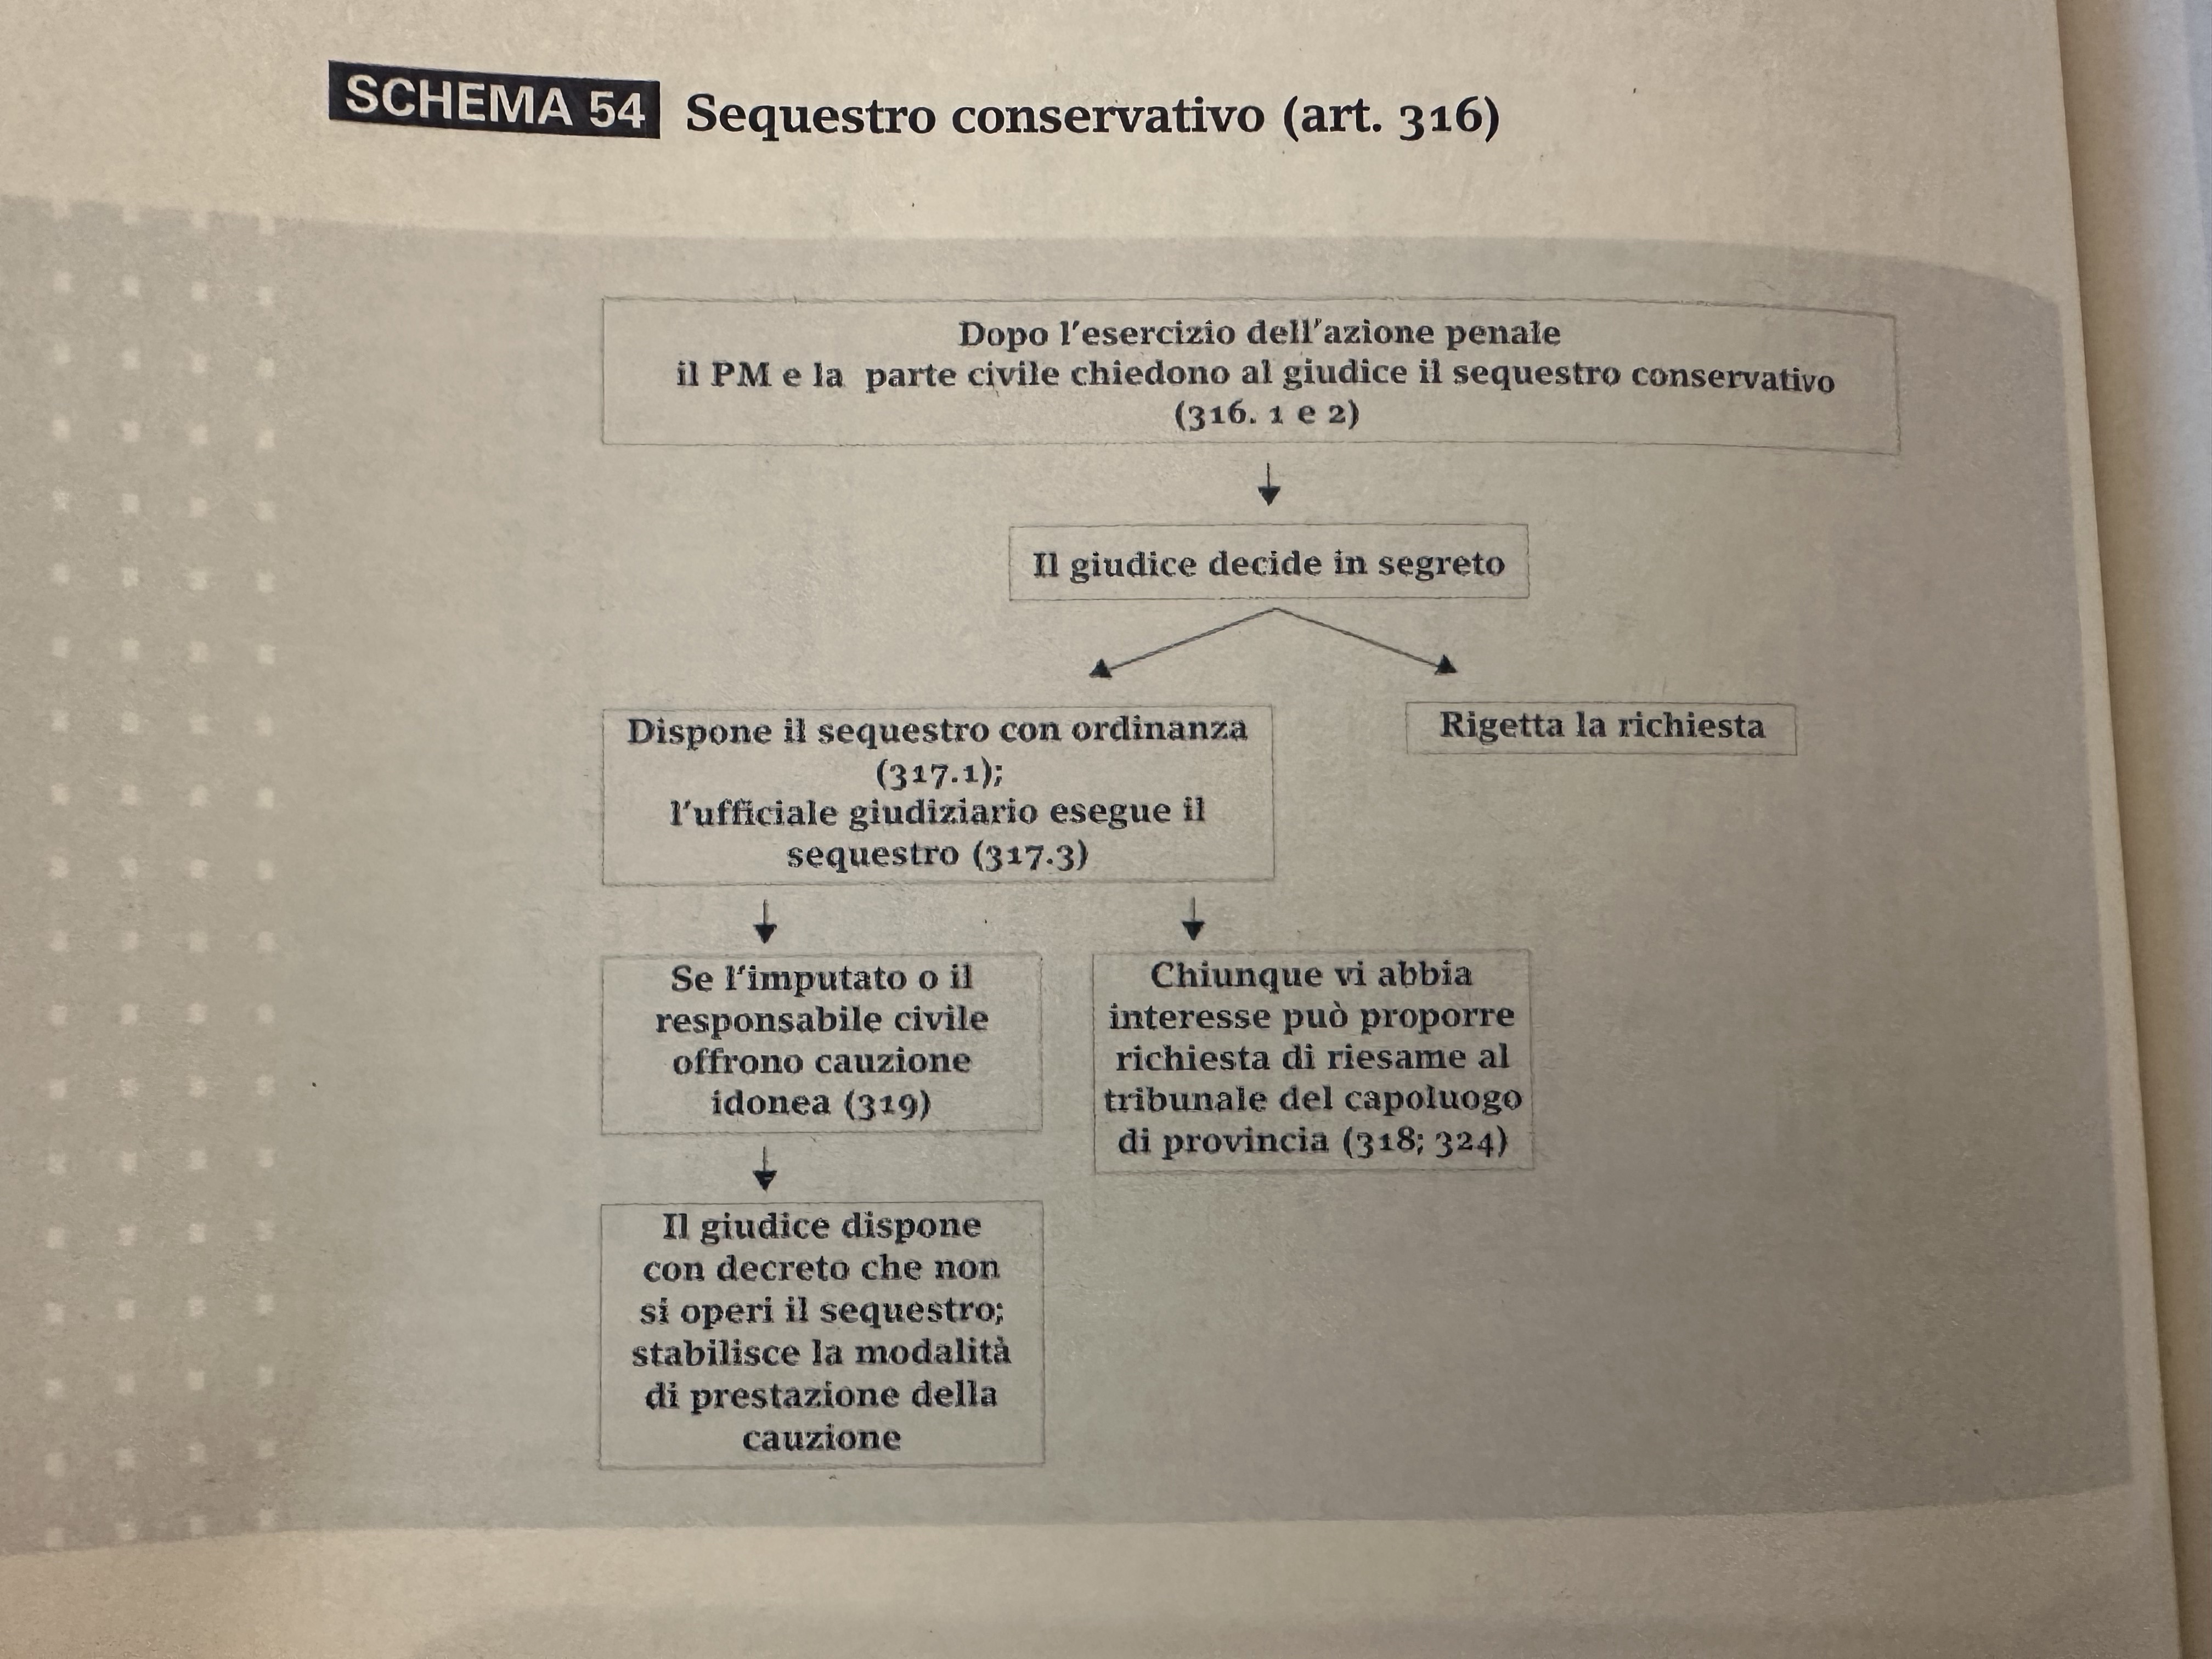 SCHEMA 54 Sequestro conservativo (art. 316)
Dopo l'esercizio dell'azione penale
il PM e la parte civile chiedono al giudice il sequestro conservativo
(316. 1 e 2)
Il giudice decide in segreto
Dispone il sequestro con ordinanza
(317.1);
l'ufficiale giudiziario esegue il
sequestro (317.3)
Rigetta la richiesta
Se l'imputato o il
responsabile civile
offrono cauzione
idonea (319)
Chiunque vi abbia
interesse può proporre
richiesta di riesame al
tribunale del capoluogo
di provincia (318; 324)
Il giudice dispone
con decreto che non
si operi il sequestro;
stabilisce la modalità
di prestazione della
cauzione